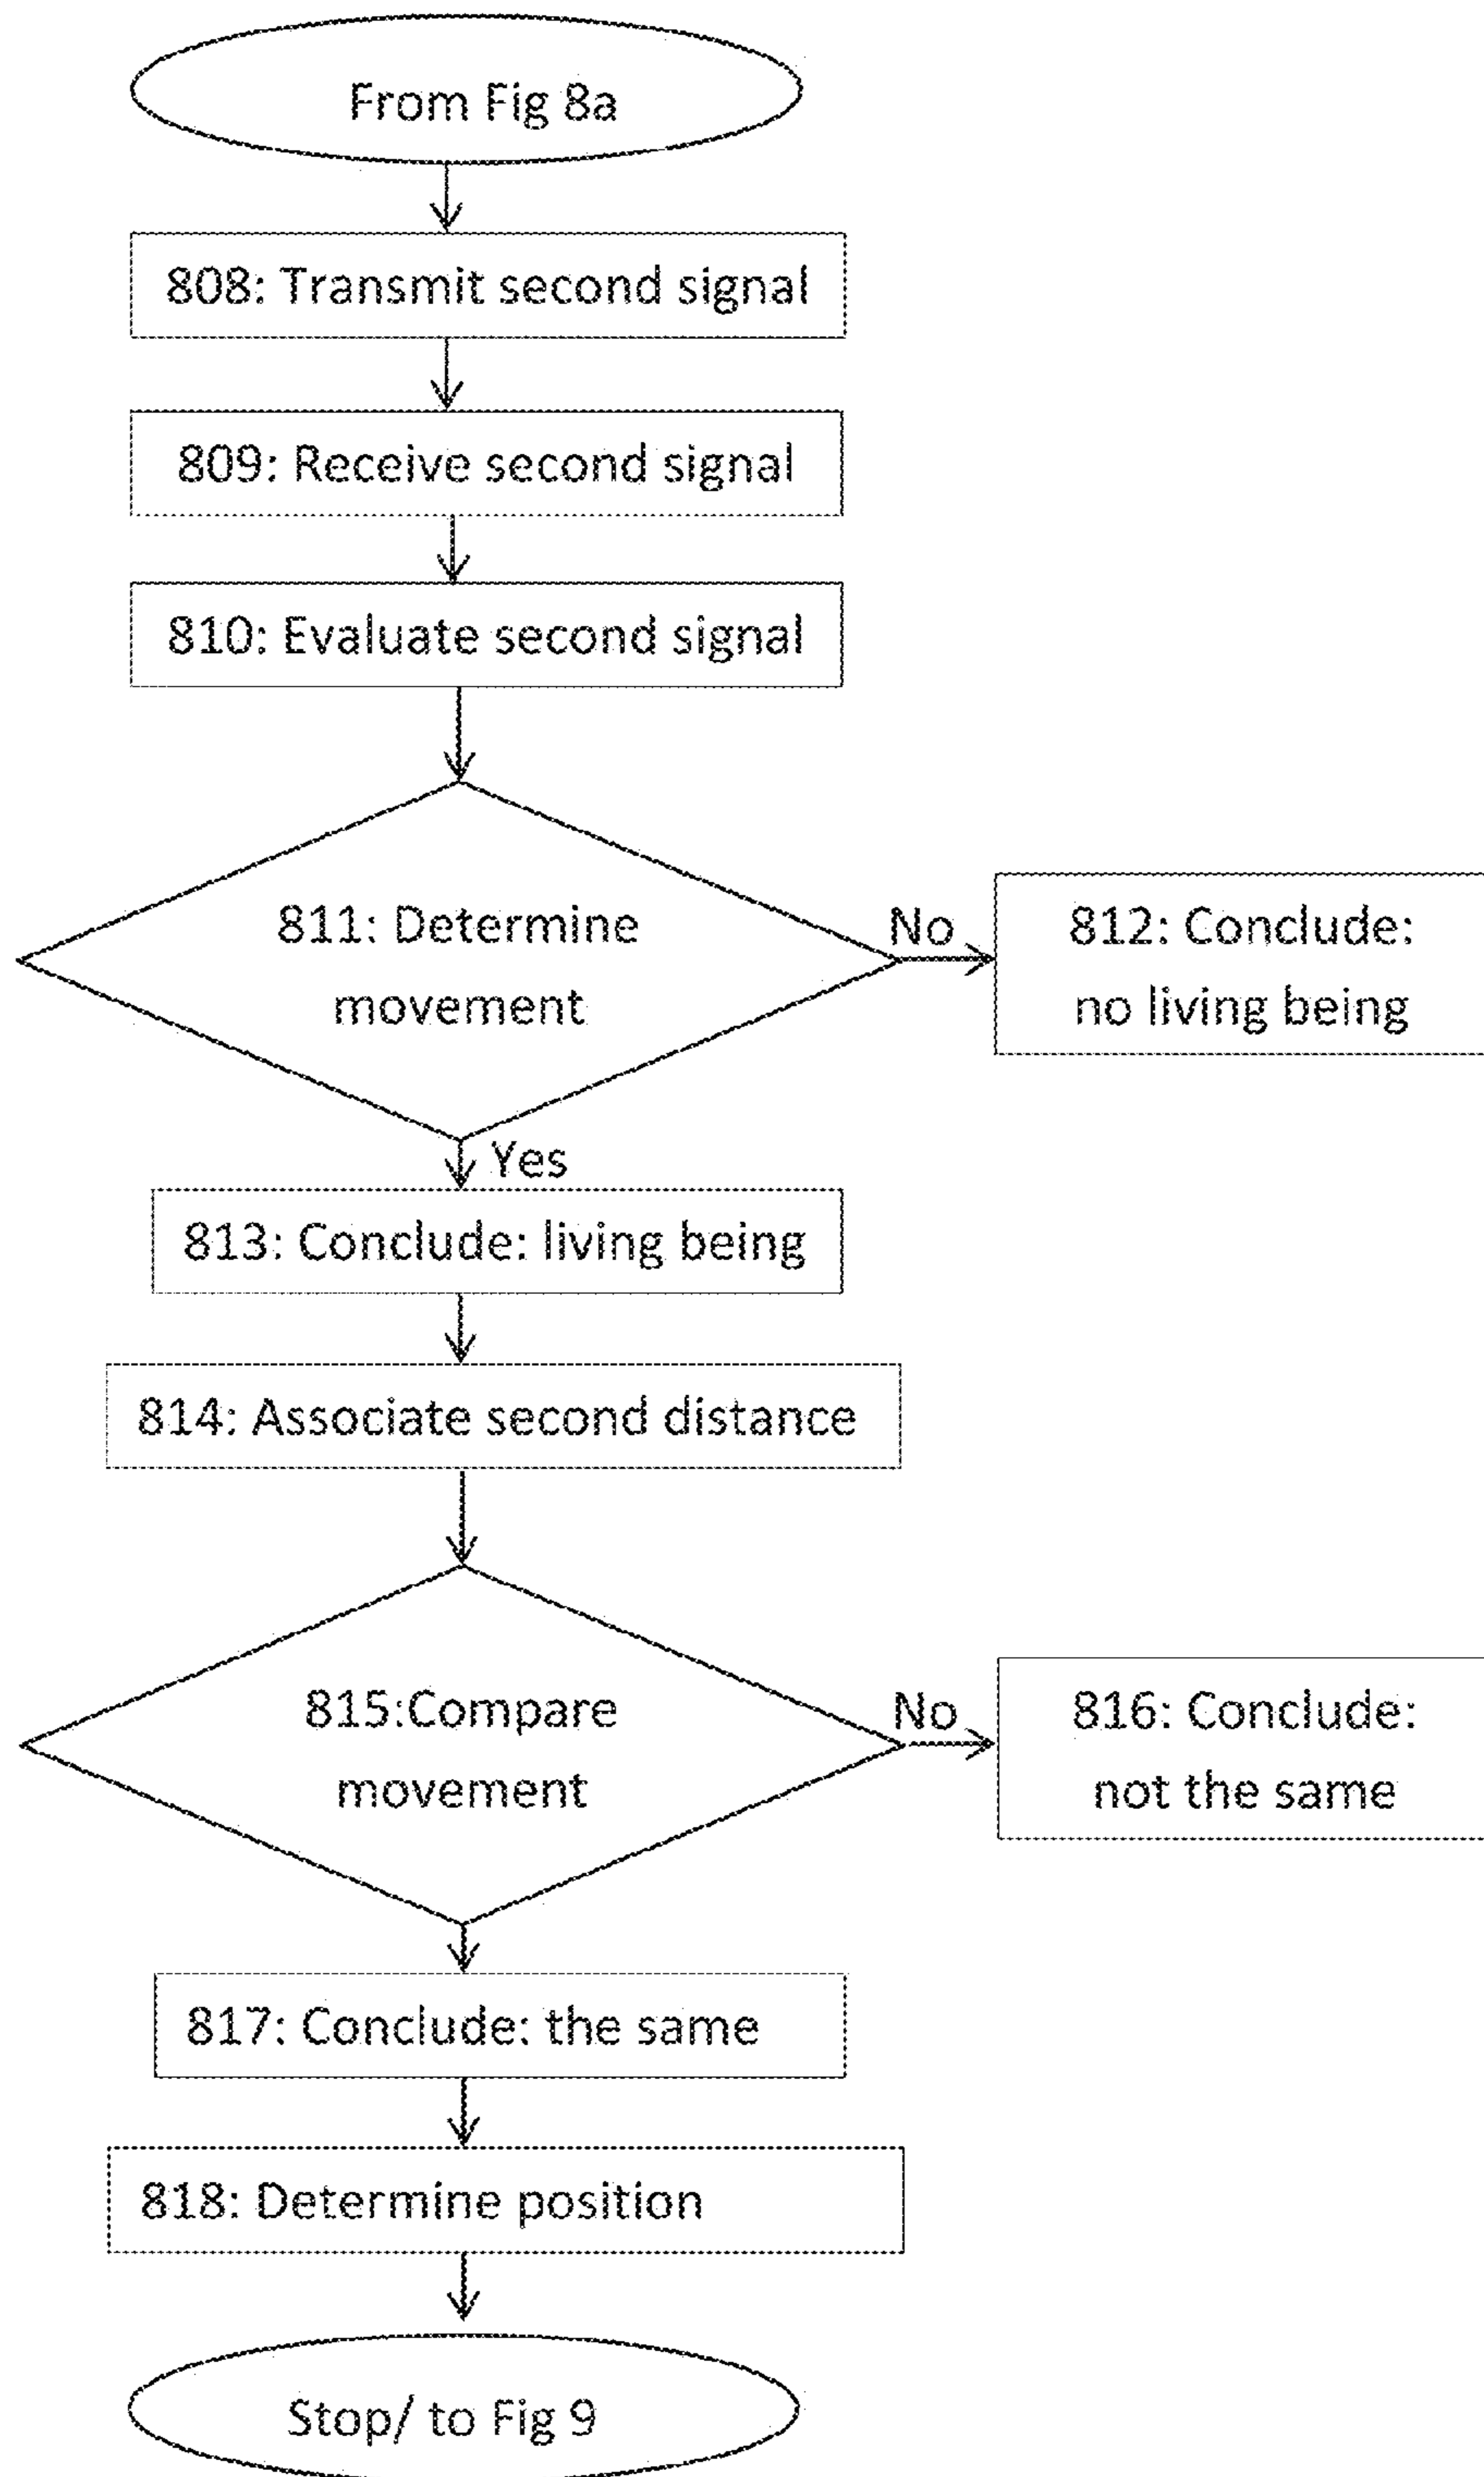 From Fig 8a
808: Transmit second signal
809: Receive second signal
810: Evaluate second signal
811: Determine
movement
No
812: Conclude:
no living being
Yes
813: Conclude: living being
814: Associate second distance
815:Compare
movement
No
816: Conclude:
not the same
817: Conclude: the same
818: Determine position
Stop/ to Fig 9